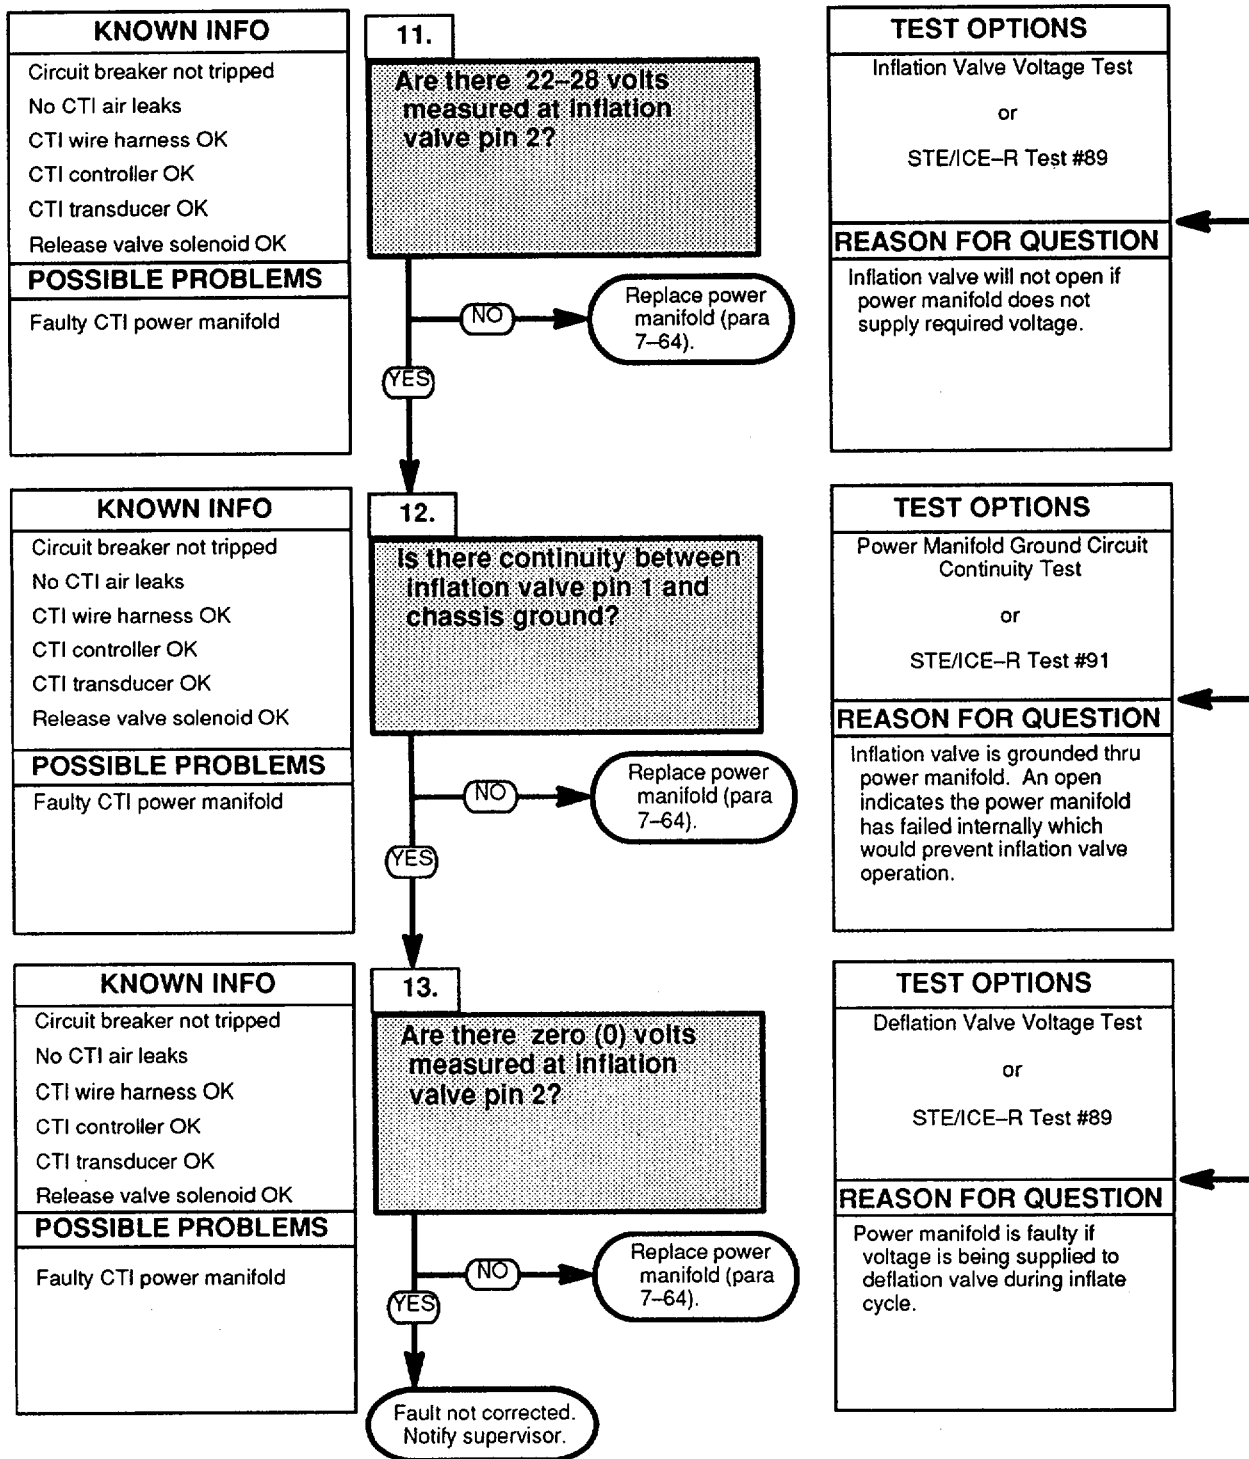 KNOWN INFO
Circuit breaker not tripped
No CTI air leaks
CTI wire harness OK
CTI controller OK
CTI transducer OK
Release valve solenoid OK
POSSIBLE PROBLEMS
Faulty CTI power manifold
11.
Are there 22–28 volts
measured at inflation
valve pin 2?
NO
Replace power
manifold (para
7–64).
YES
TEST OPTIONS
Inflation Valve Voltage Test
or
STE/ICE–R Test #89
REASON FOR QUESTION
Inflation valve will not open if
power manifold does not
supply required voltage.
KNOWN INFO
Circuit breaker not tripped
No CTI air leaks
CTI wire harness OK
CTI controller OK
CTI transducer OK
Release valve solenoid OK
POSSIBLE PROBLEMS
Faulty CTI power manifold
12.
Is there continuity between
inflation valve pin 1 and
chassis ground?
NO
Replace power
manifold (para
7–64).
YES
TEST OPTIONS
Power Manifold Ground Circuit
Continuity Test
or
STE/ICE–R Test #91
REASON FOR QUESTION
Inflation valve is grounded thru
power manifold. An open
indicates the power manifold
has failed internally which
would prevent inflation valve
operation.
KNOWN INFO
Circuit breaker not tripped
No CTI air leaks
CTI wire harness OK
CTI controller OK
CTI transducer OK
Release valve solenoid OK
POSSIBLE PROBLEMS
Faulty CTI power manifold
13.
Are there zero (0) volts
measured at inflation
valve pin 2?
NO
Replace power
manifold (para
7–64).
YES
Fault not corrected.
Notify supervisor.
TEST OPTIONS
Deflation Valve Voltage Test
or
STE/ICE–R Test #89
REASON FOR QUESTION
Power manifold is faulty if
voltage is being supplied to
deflation valve during inflate
cycle.